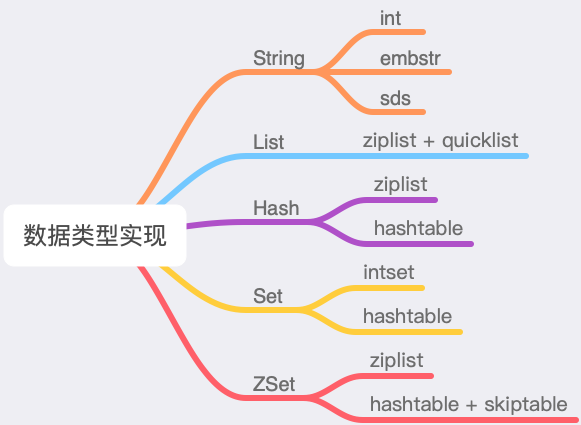 数据类型实现
String
int
embstr
sds
List
ziplist + quicklist
Hash
ziplist
hashtable
Set
intset
hashtable
ZSet
ziplist
hashtable + skiptable